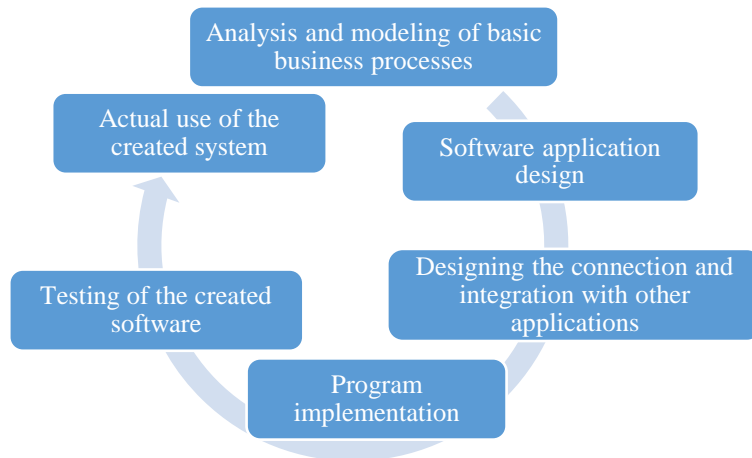 Analysis and modeling of basic
business processes
Software application
design
Designing the connection and
integration with other
applications
Program
implementation
Testing of the created
software
Actual use of the
created system